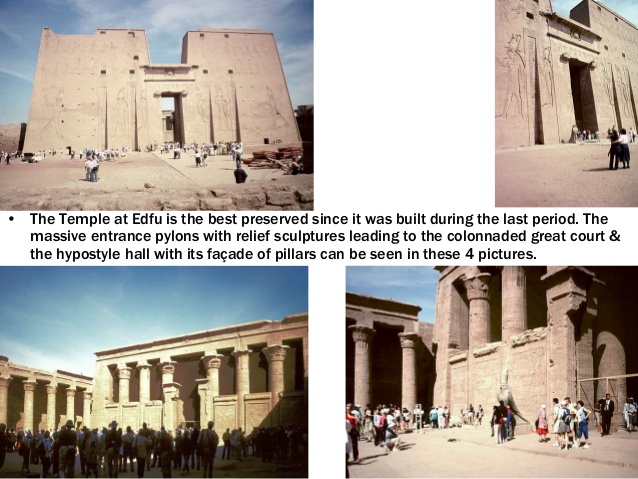 • The Temple at Edfu is the best preserved since it was built during the last period. The
massive entrance pylons with relief sculptures leading to the colonnaded great court &
the hypostyle hall with its façade of pillars can be seen in these 4 pictures.